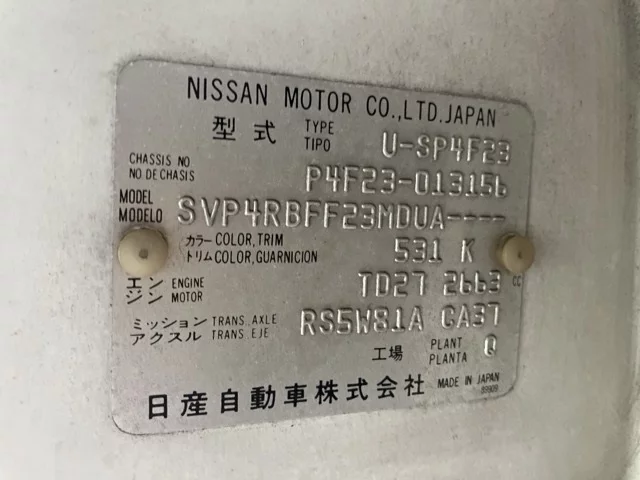 NISSAN MOTOR CO.,LTD.JAPAN
型式 TYPE TIPO U-SP4F23
CHASSIS NO NO DE CHASIS P4F23-013156
MODEL MODELO SVP4RBFF23MDUA----
カラー COLOR,TRIM
トリム COLOR,GUARNICION 531 K
エンジン ENGINE MOTOR TD27 2663 cc
ミッション TRANS.,AXLE
アクスル TRANS.,EJE RS5W81A CA37
工場 PLANT PLANTA Q
日産自動車株式会社 MADE IN JAPAN